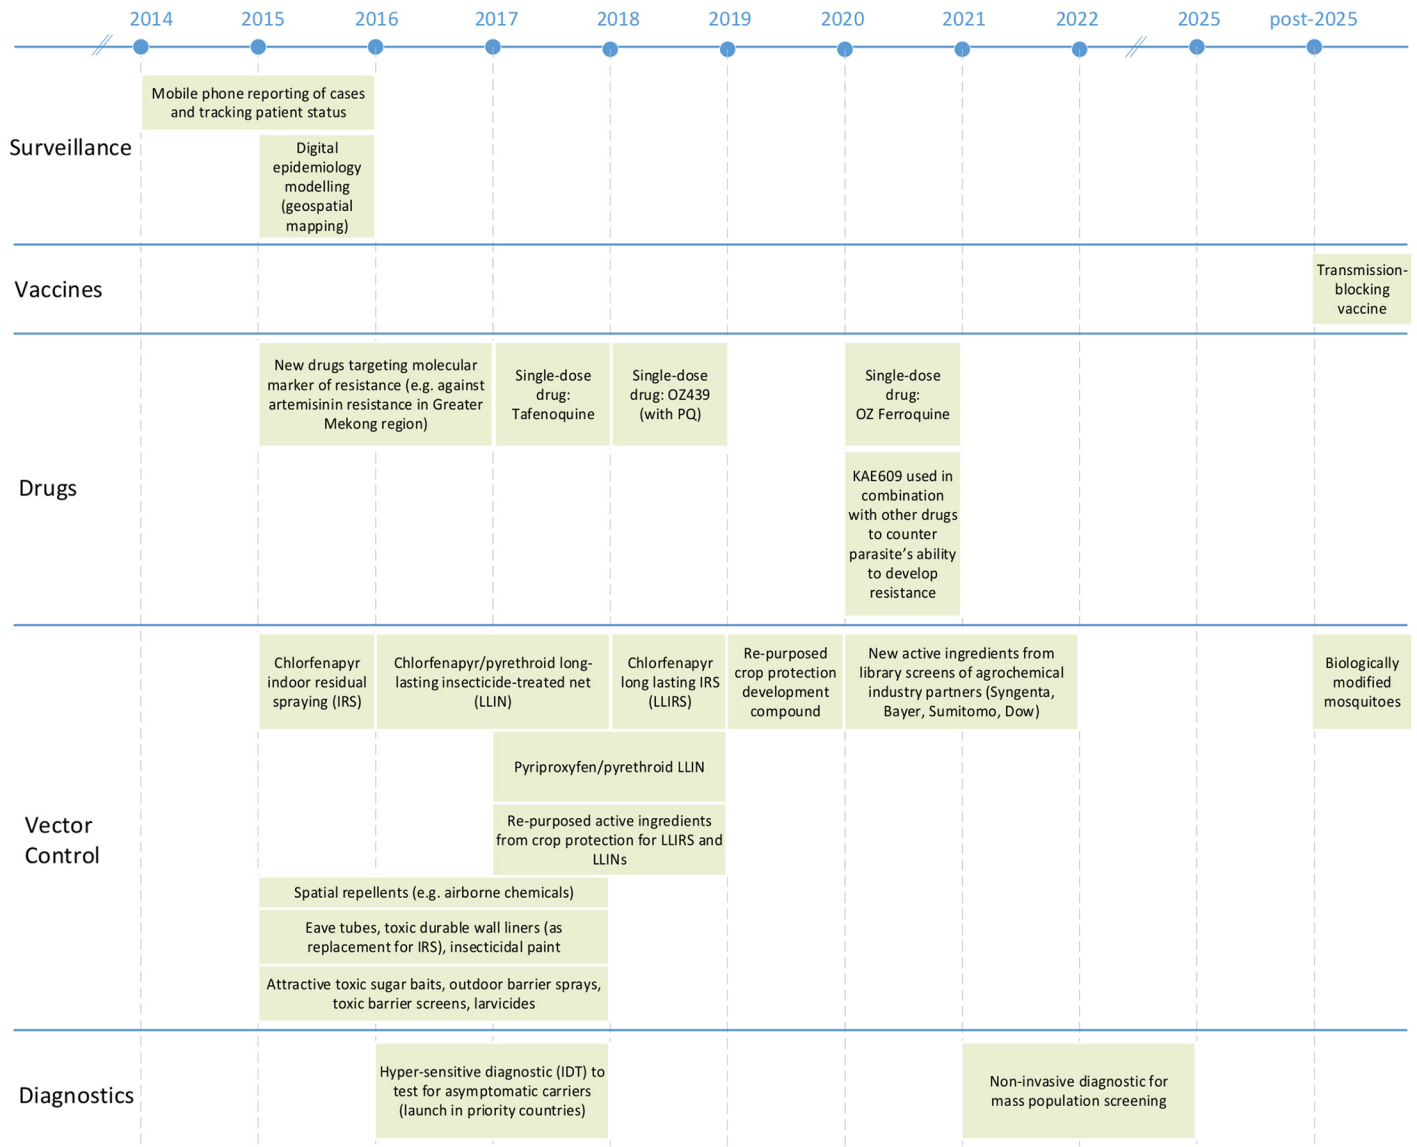 2014 2015 2016 2017 2018 2019 2020 2021 2022 2025 post-2025
Surveillance
Mobile phone reporting of cases
and tracking patient status
Digital
epidemiology
modelling
(geospatial
mapping)
Vaccines
Transmission-
blocking
vaccine
Drugs
New drugs targeting molecular
marker of resistance (e.g. against
artemisinin resistance in Greater
Mekong region)
Single-dose
drug:
Tafenoquine
Single-dose
drug: OZ439
(with PQ)
Single-dose
drug:
OZ Ferroquine
KAE609 used in
combination
with other drugs
to counter
parasite’s ability
to develop
resistance
Vector
Control
Chlorfenapyr
indoor residual
spraying (IRS)
Chlorfenapyr/pyrethroid long-
lasting insecticide-treated net
(LLIN)
Chlorfenapyr
long lasting IRS
(LLIRS)
Re-purposed
crop protection
development
compound
New active ingredients from
library screens of agrochemical
industry partners (Syngenta,
Bayer, Sumitomo, Dow)
Biologically
modified
mosquitoes
Pyriproxyfen/pyrethroid LLIN
Re-purposed active ingredients
from crop protection for LLIRS and
LLINs
Spatial repellents (e.g. airborne chemicals)
Eave tubes, toxic durable wall liners (as
replacement for IRS), insecticidal paint
Attractive toxic sugar baits, outdoor barrier sprays,
toxic barrier screens, larvicides
Diagnostics
Hyper-sensitive diagnostic (IDT) to
test for asymptomatic carriers
(launch in priority countries)
Non-invasive diagnostic for
mass population screening